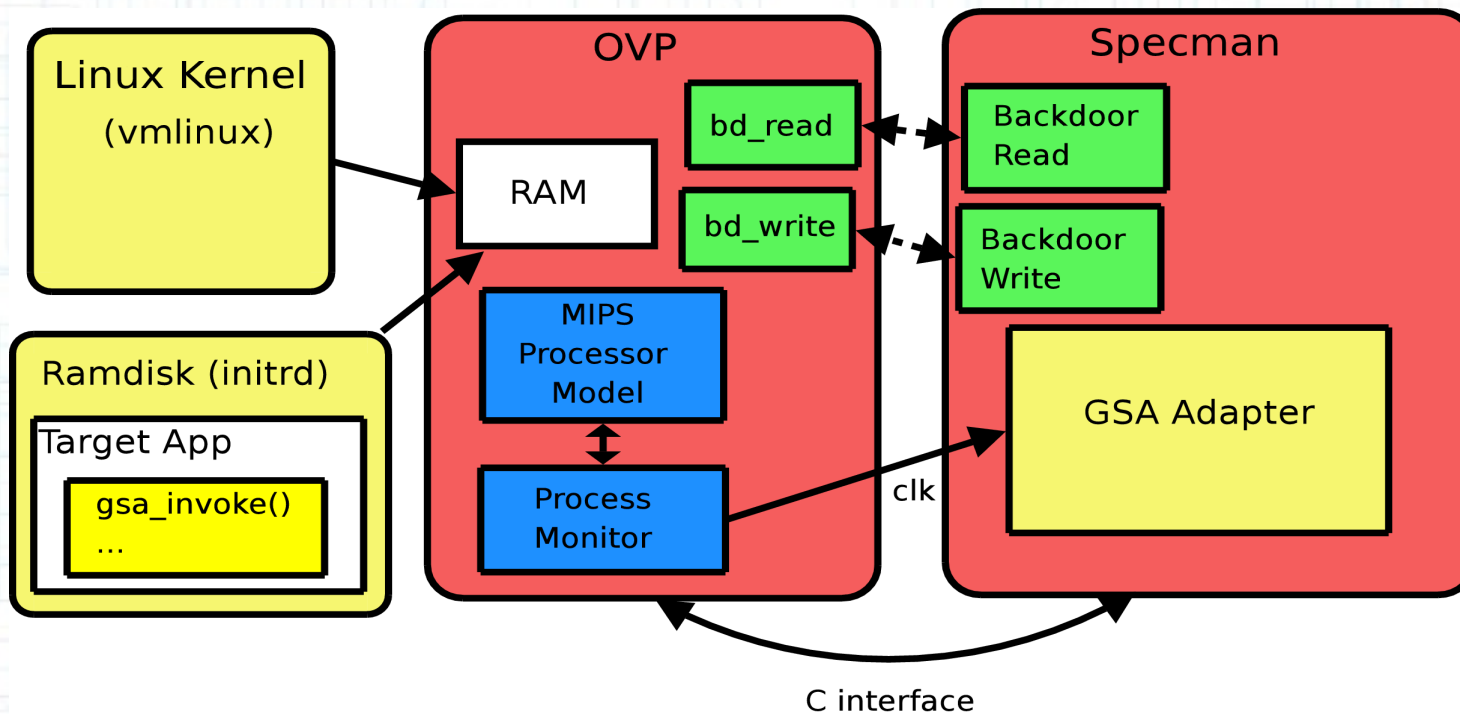 Linux Kernel
(vmlinux)
Ramdisk (initrd)
Target App
gsa_invoke()
...
OVP
bd_read
RAM
bd_write
MIPS
Processor
Model
Process
Monitor
clk
Specman
Backdoor
Read
Backdoor
Write
GSA Adapter
C interface